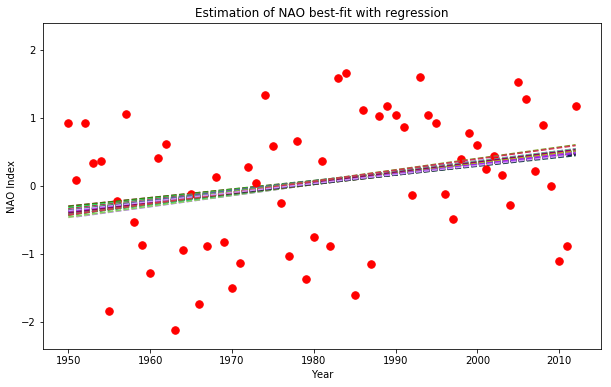 Estimation of NAO best-fit with regression
2
1
0
−1
−2
NAO Index
1950 1960 1970 1980 1990 2000 2010
Year